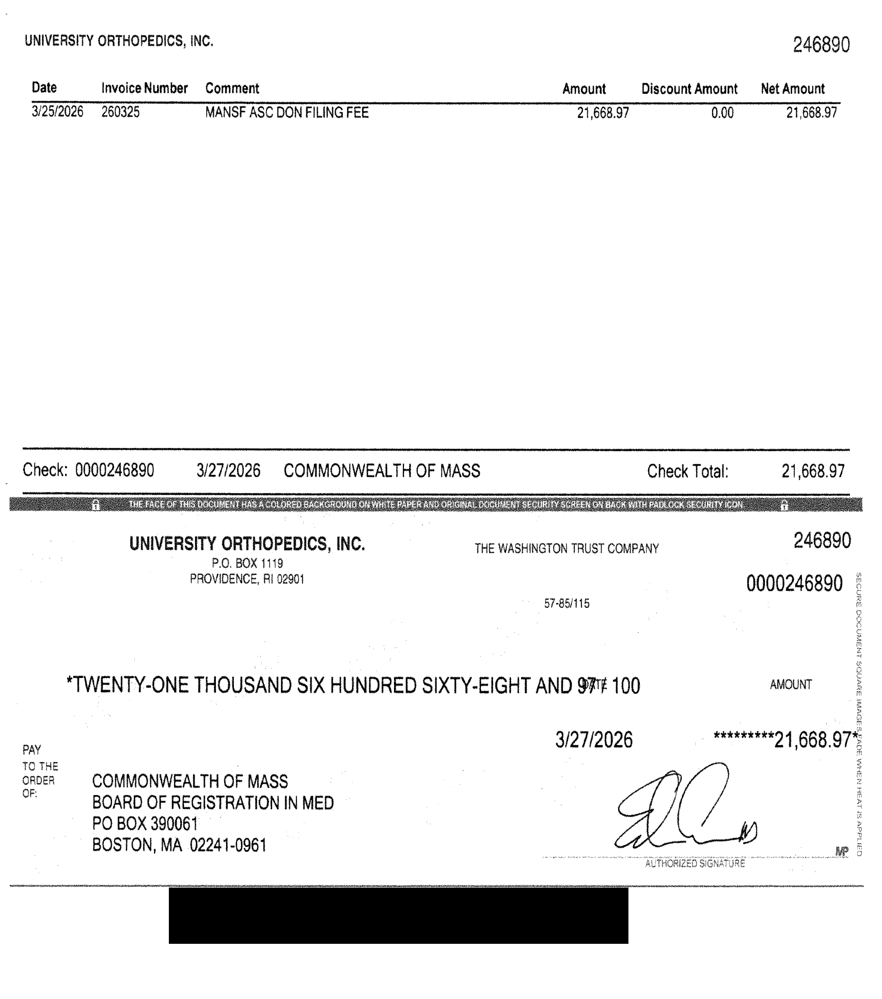 UNIVERSITY ORTHOPEDICS, INC. 246890
Date Invoice Number Comment Amount Discount Amount Net Amount
3/25/2026 260325 MANSF ASC DON FILING FEE 21,668.97 0.00 21,668.97
Check: 0000246890 3/27/2026 COMMONWEALTH OF MASS Check Total: 21,668.97
THE FACE OF THIS DOCUMENT HAS A COLORED BACKGROUND ON WHITE PAPER AND ORIGINAL DOCUMENT SECURITY SCREEN ON BACK WITH PADLOCK SECURITY ICON
UNIVERSITY ORTHOPEDICS, INC. THE WASHINGTON TRUST COMPANY 246890
P.O. BOX 1119
PROVIDENCE, RI 02901
0000246890
57-85/115
*TWENTY-ONE THOUSAND SIX HUNDRED SIXTY-EIGHT AND 97 / 100
DATE
AMOUNT
3/27/2026 *********21,668.97*
PAY
TO THE
ORDER
OF:
COMMONWEALTH OF MASS
BOARD OF REGISTRATION IN MED
PO BOX 390061
BOSTON, MA 02241-0961
AUTHORIZED SIGNATURE
MP
SECURE DOCUMENT SQUARE IMAGES FADE WHEN HEAT IS APPLIED